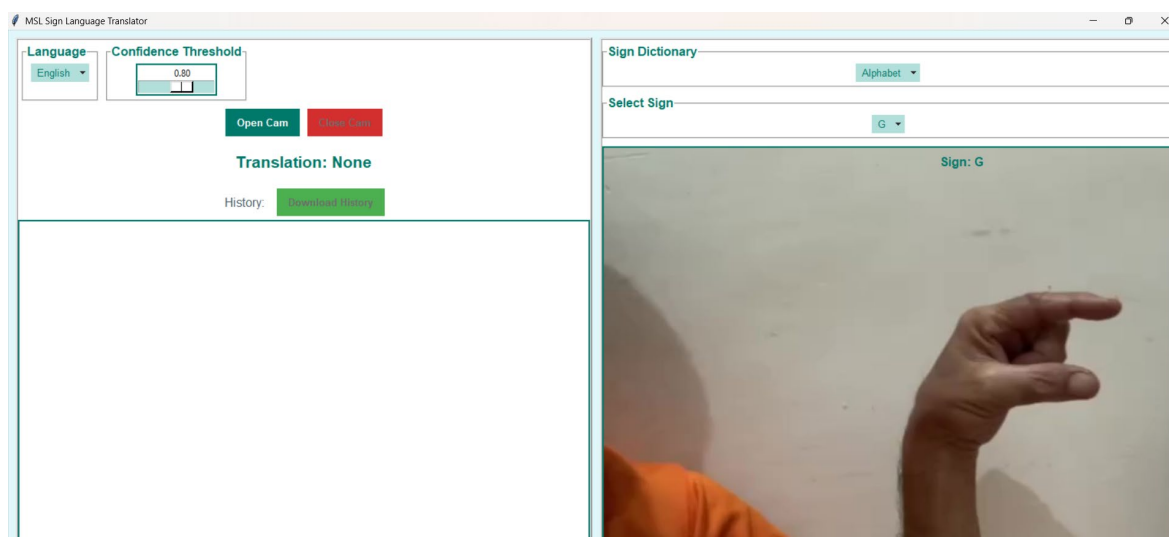 MSL Sign Language Translator
Language
Confidence Threshold
English
0.80
Open Cam
Close Cam
Translation: None
History:
Download History
Sign Dictionary
Alphabet
Select Sign
G
Sign: G